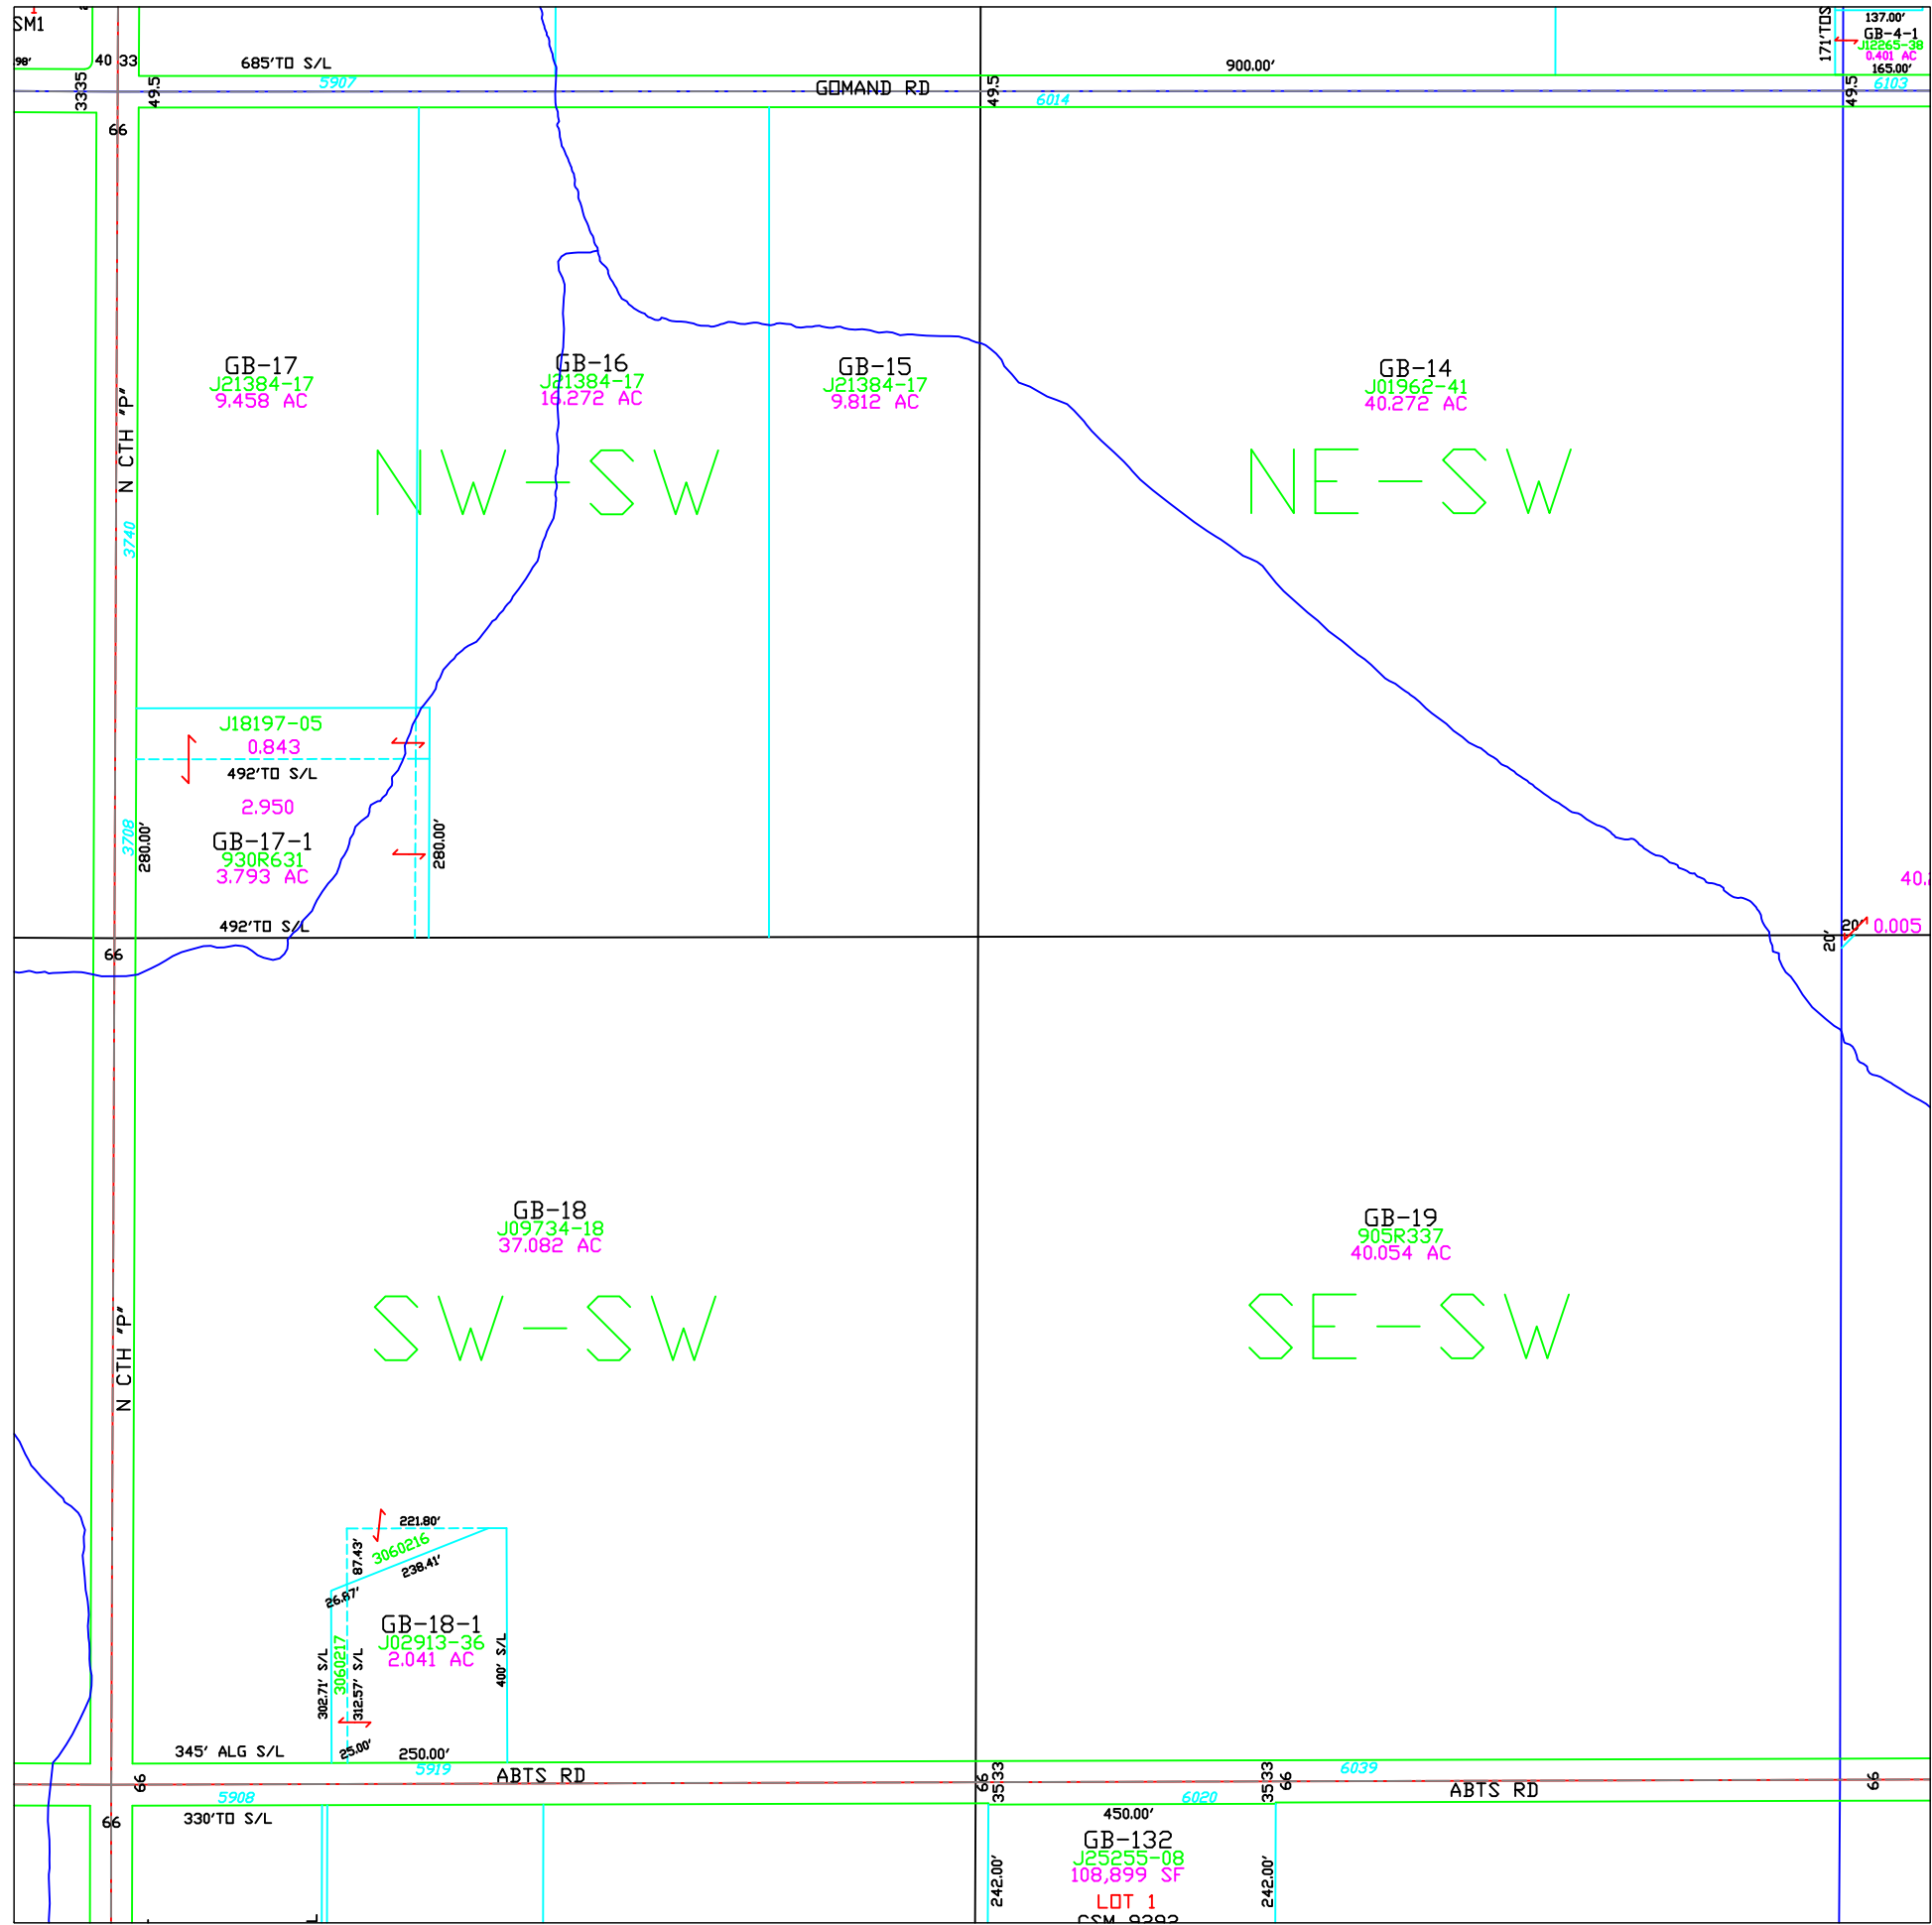 1
SM1
98'
40 33
685'TO S/L
900.00'
171'TOS
137.00'
GB-4-1
J12265-38
0.401 AC
165.00'
3335
49.5
5907
GOMAND RD
49.5
6014
49.5
6103
66
GB-17
J21384-17
9.458 AC
GB-16
J21384-17
16.272 AC
GB-15
J21384-17
9.812 AC
GB-14
J01962-41
40.272 AC
N CTH "P"
NW-SW
NE-SW
3740
J18197-05
0.843
492'TO S/L
2.950
GB-17-1
930R631
3.793 AC
3708
280.00'
280.00'
492'TO S/L
66
20'
20'
0.005
GB-18
J09734-18
37.082 AC
GB-19
905R337
40.054 AC
SW-SW
SE-SW
N CTH "P"
221.80'
87.43'
3060216
238.41'
26.87'
GB-18-1
J02913-36
2.041 AC
302.71' S/L
3060217
312.57' S/L
400' S/L
345' ALG S/L
25.00'
250.00'
5919
ABTS RD
66
66
35.33
35.33
66
6039
ABTS RD
66
5908
330'TO S/L
66
6020
450.00'
GB-132
J25255-08
108,899 SF
LOT 1
242.00'
242.00'